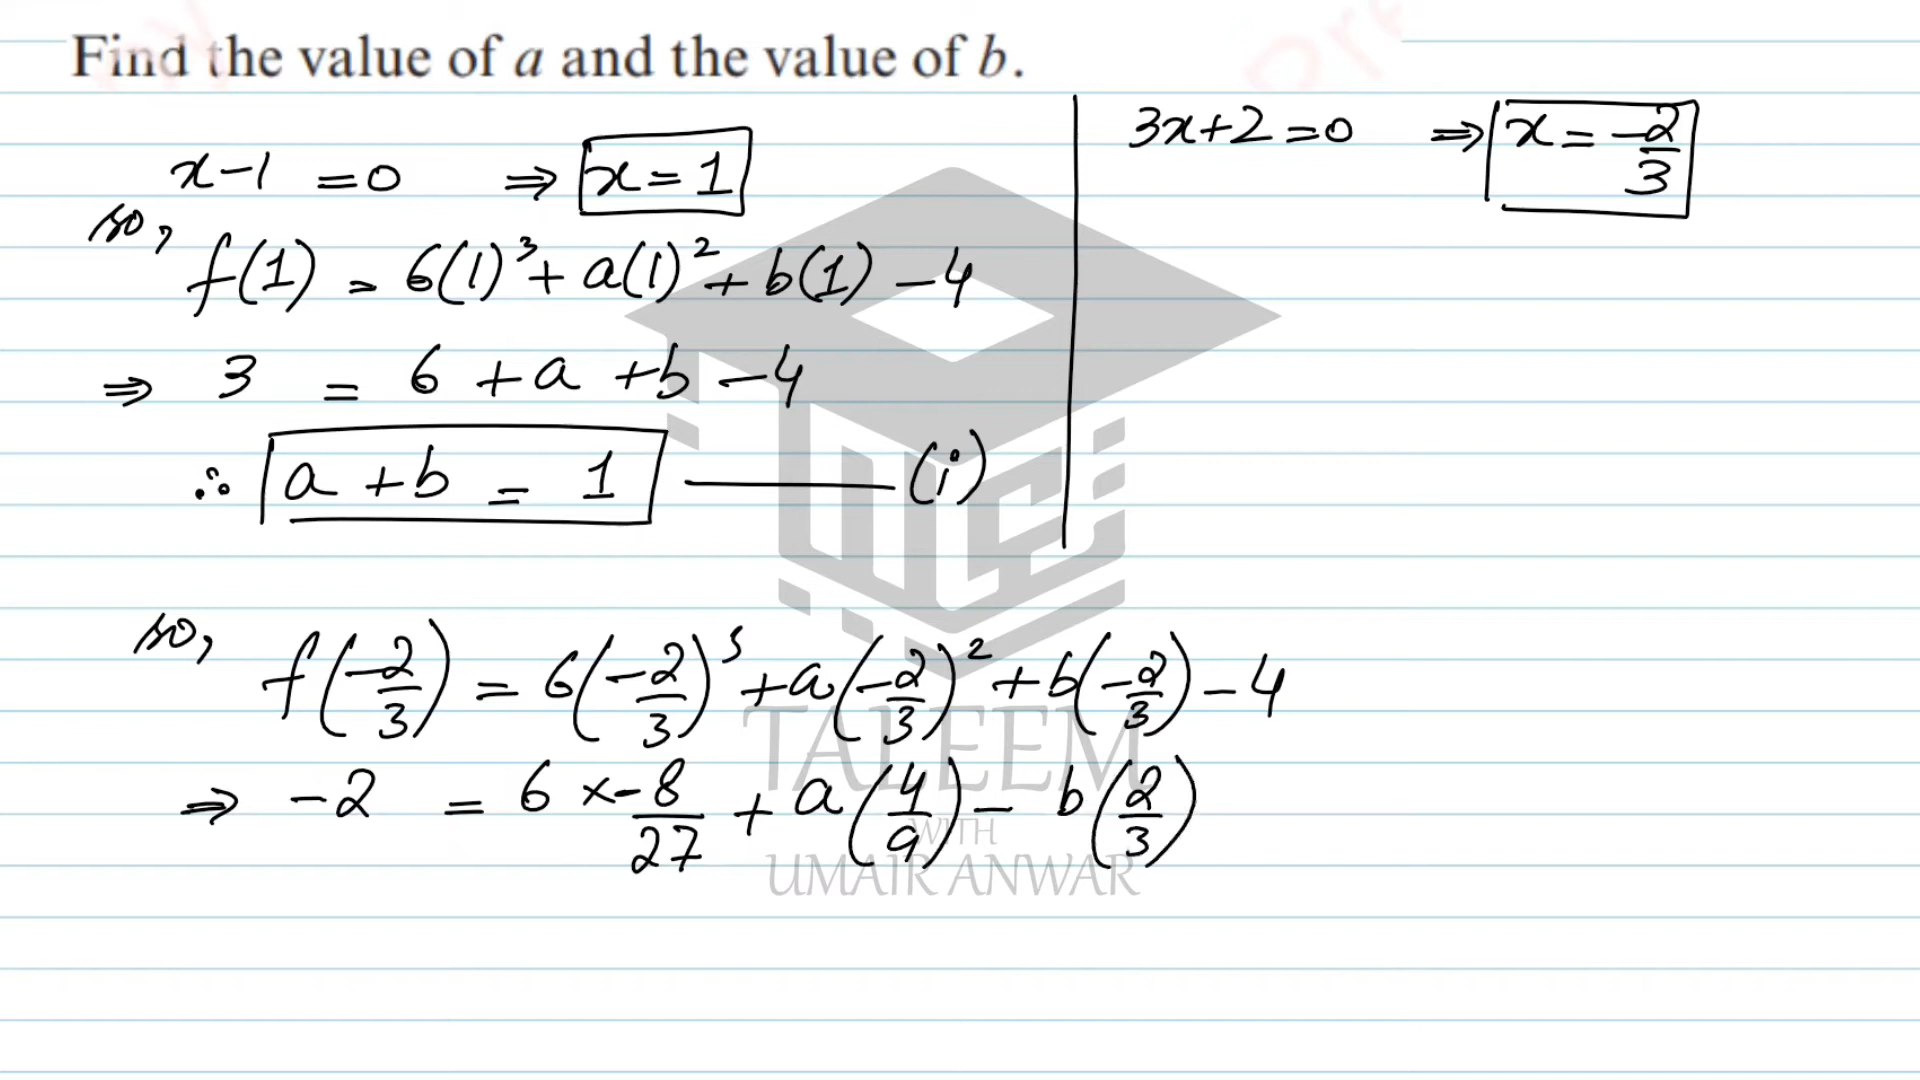 Find the value of a and the value of b.
x-1 = 0 ⇒ x = 1
3x+2 = 0 ⇒ x = -2/3
so,
f(1) = 6(1)³ + a(1)² + b(1) - 4
⇒ 3 = 6 + a + b - 4
∴ a + b = 1 ——— (i)
so, f(-2/3) = 6(-2/3)³ + a(-2/3)² + b(-2/3) - 4
⇒ -2 = 6 × -8/27 + a(4/9) - b(2/3)
TALEEM
WITH
UMAIR ANWAR